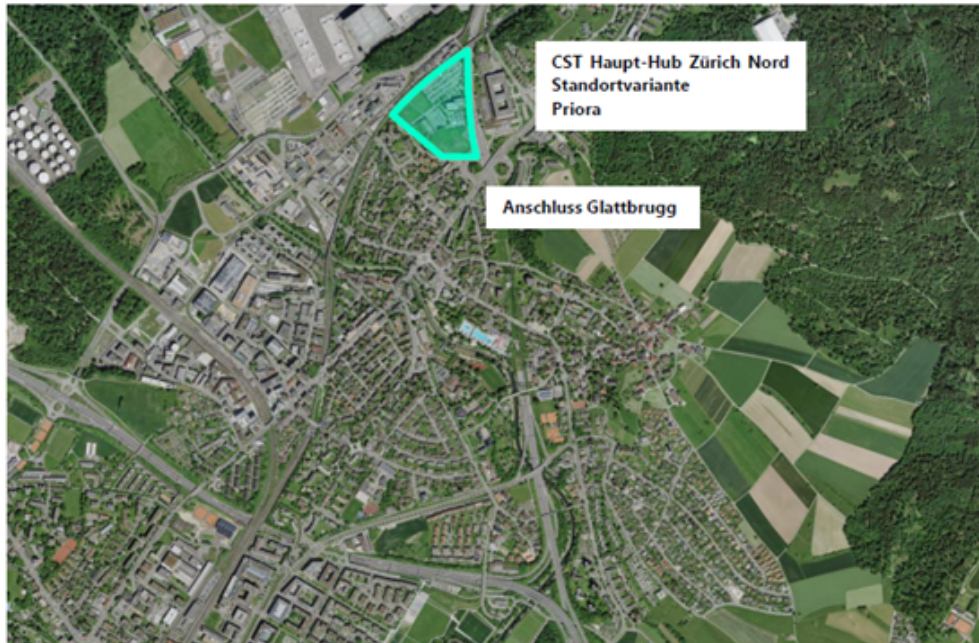 CST Haupt-Hub Zürich Nord
Standortvariante
Priora
Anschluss Glattbrugg